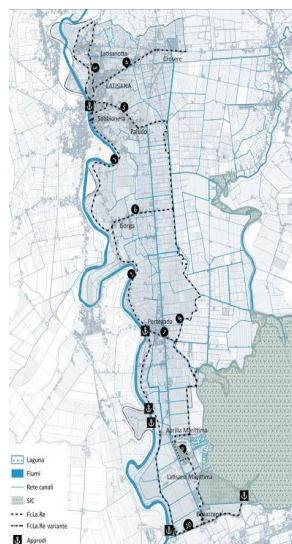 Latisanotta
Crosere
LATISANA
Sabbionera
Paludo
Gorgo
Pertegada
Aprilia Marittima
Latisana Marittima
Laguna
Fiumi
Rete canali
SIC
Fi.La.Re
Fi.La.Re variante
Approdi
10